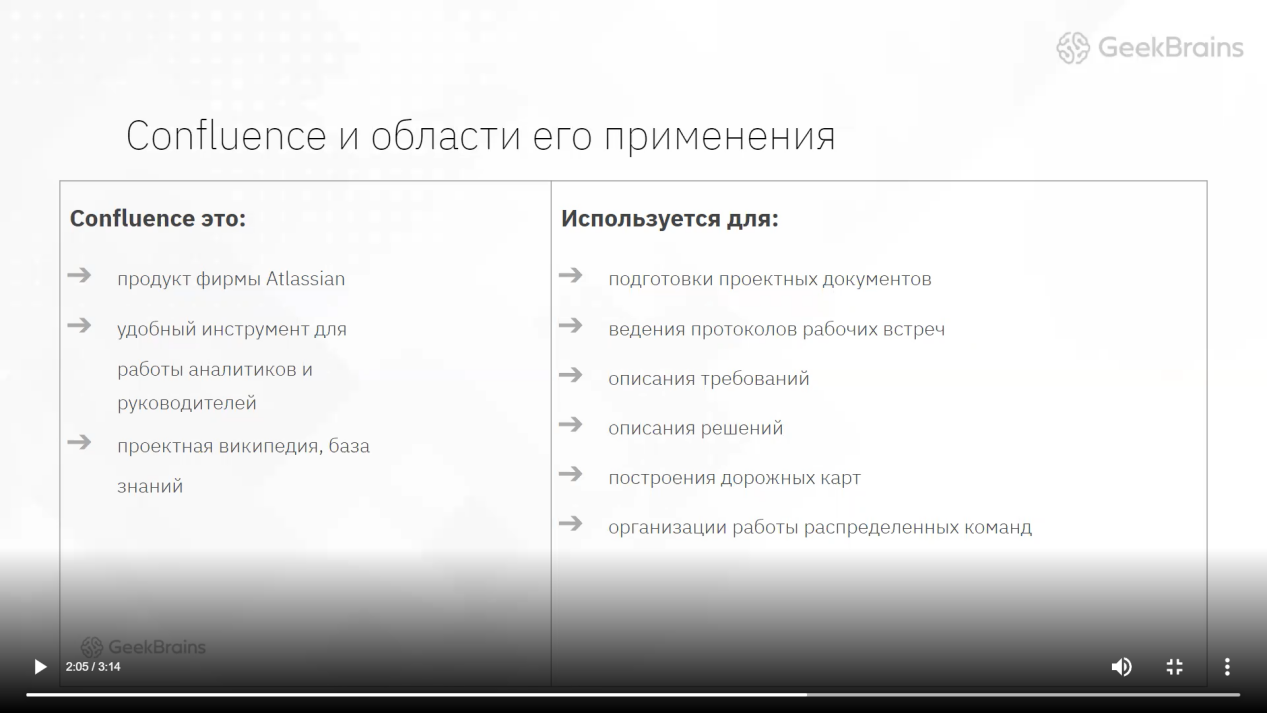 GeekBrains
Confluence и области его применения
Confluence это:
продукт фирмы Atlassian
удобный инструмент для
работы аналитиков и
руководителей
проектная википедия, база
знаний
Используется для:
подготовки проектных документов
ведения протоколов рабочих встреч
описания требований
описания решений
построения дорожных карт
организации работы распределенных команд
GeekBrains
2:05 / 3:14